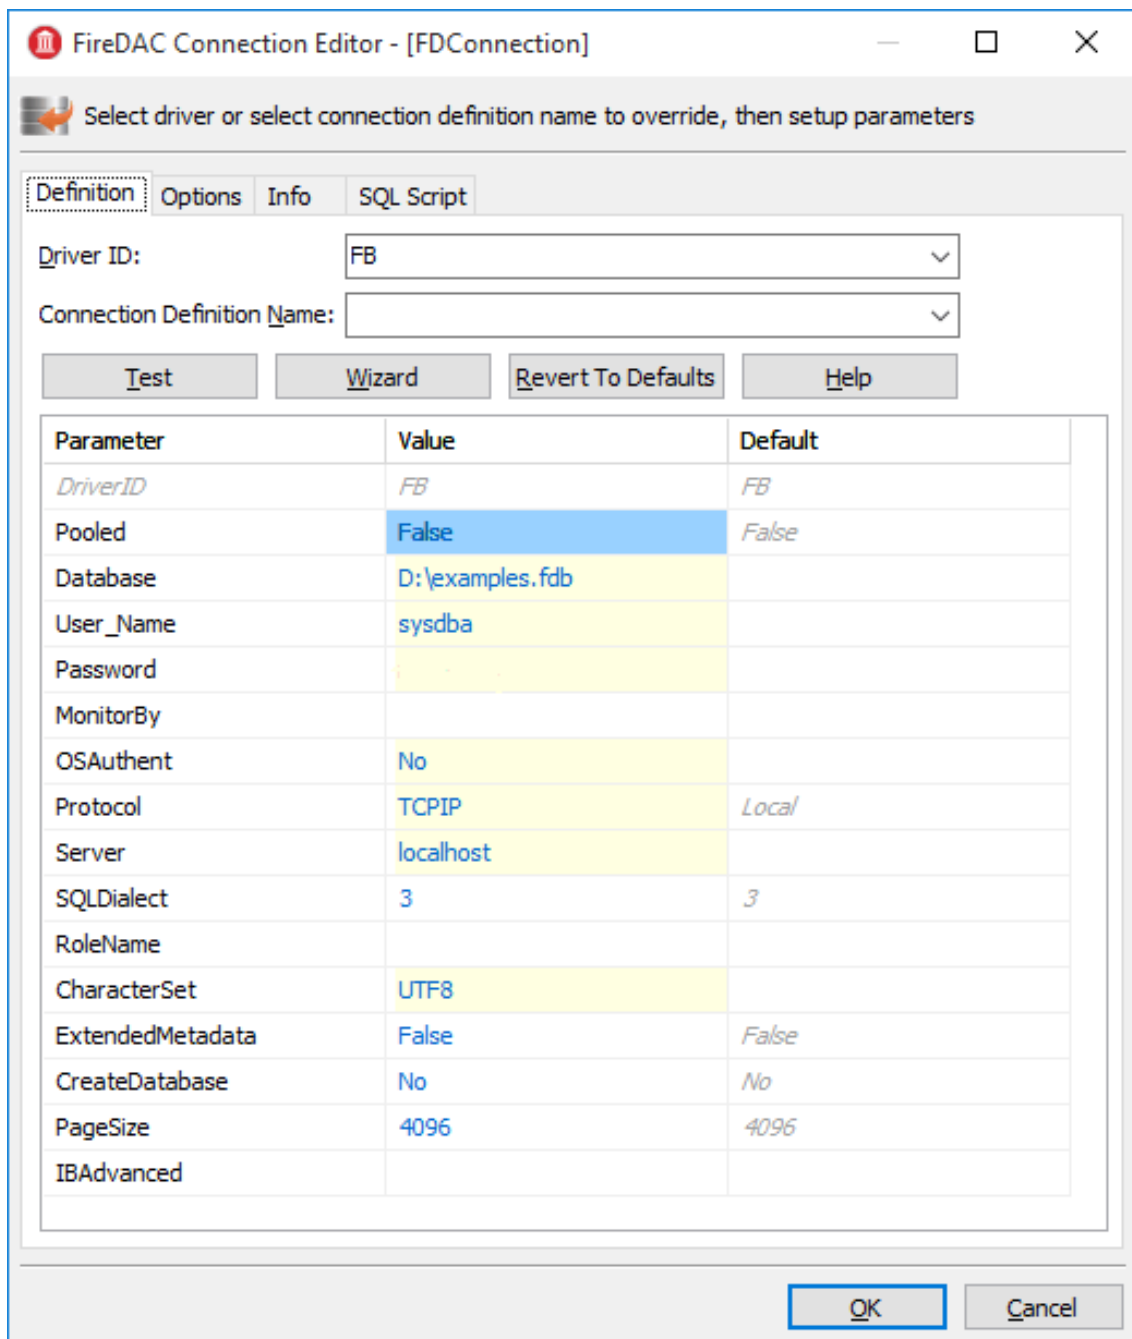 FireDAC Connection Editor - [FDConnection]
Select driver or select connection definition name to override, then setup parameters
Definition Options Info SQL Script
Driver ID: FB
Connection Definition Name:
Test Wizard Revert To Defaults Help
Parameter Value Default
DriverID FB FB
Pooled False False
Database D:\examples.fdb
User_Name sysdba
Password
MonitorBy
OSAuthent No
Protocol TCPIP Local
Server localhost
SQLDialect 3 3
RoleName
CharacterSet UTF8
ExtendedMetadata False False
CreateDatabase No No
PageSize 4096 4096
IBAdvanced
OK Cancel